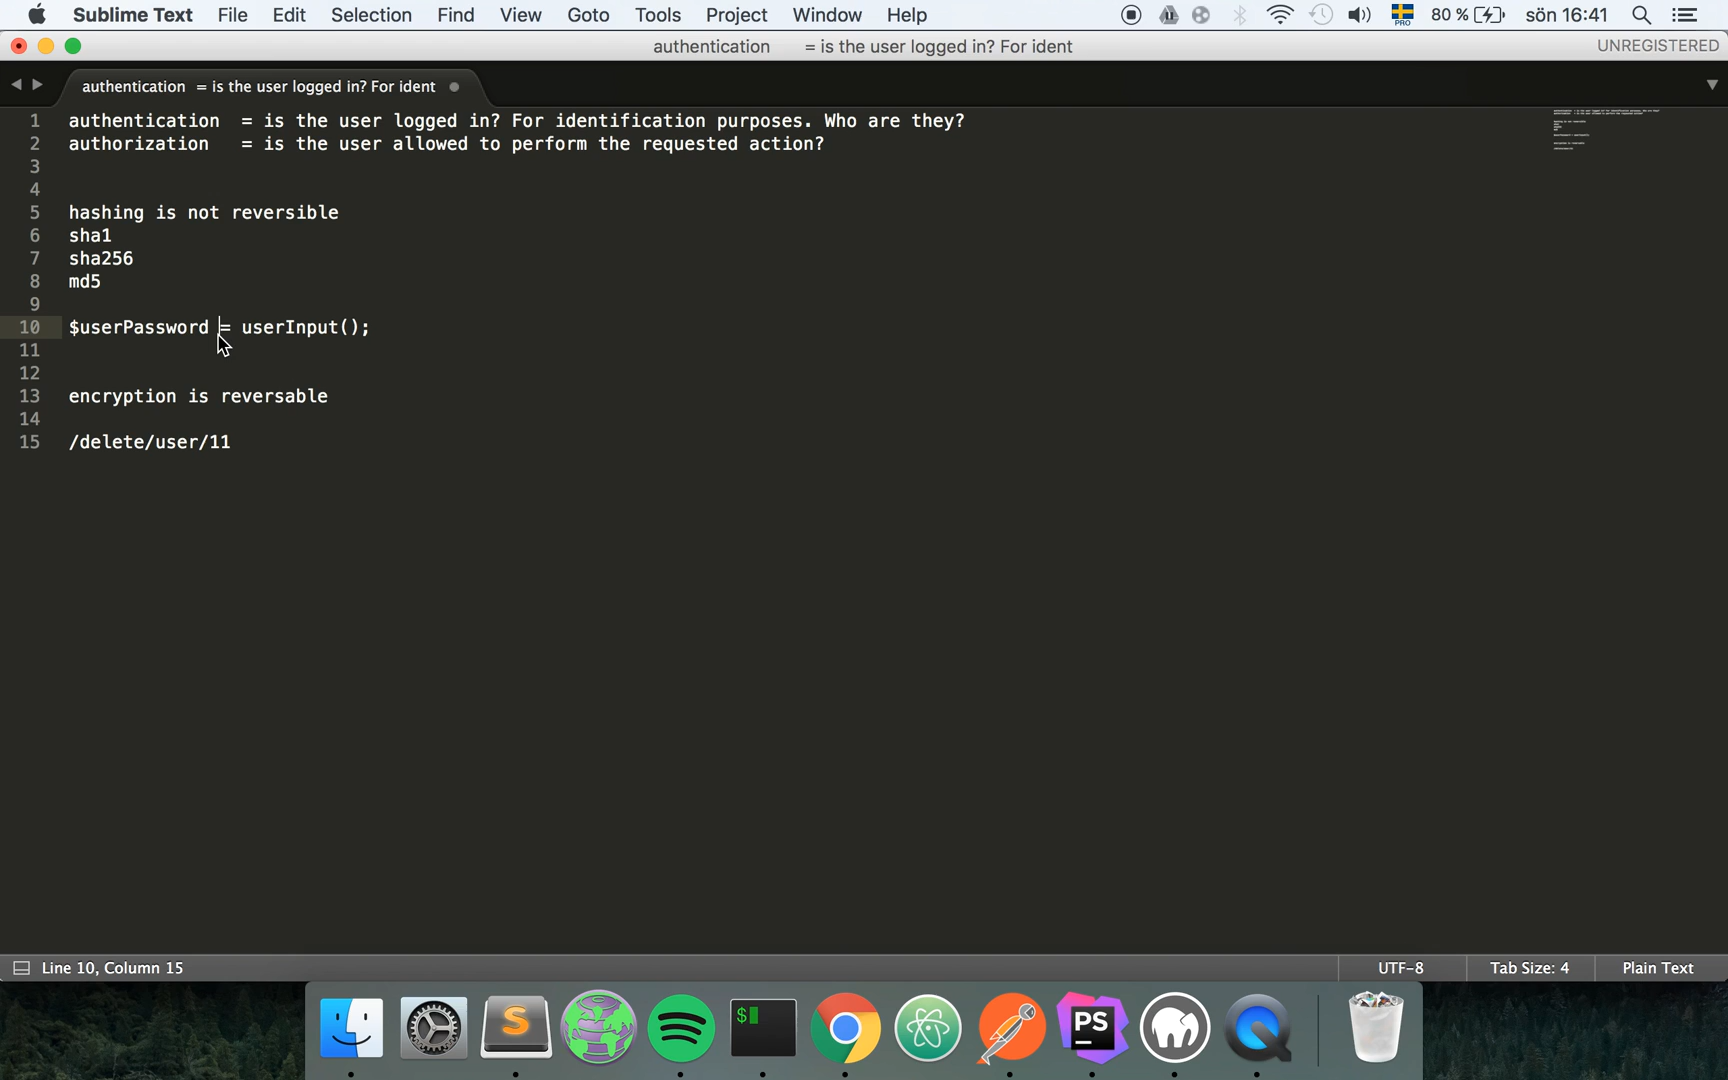 Sublime Text File Edit Selection Find View Goto Tools Project Window Help PRO 80 % sön 16:41
authentication = is the user logged in? For ident UNREGISTERED
authentication = is the user logged in? For ident
1 authentication = is the user logged in? For identification purposes. Who are they?
2 authorization = is the user allowed to perform the requested action?
3
4
5 hashing is not reversible
6 sha1
7 sha256
8 md5
9
10 $userPassword = userInput();
11
12
13 encryption is reversable
14
15 /delete/user/11
Line 10, Column 15 UTF-8 Tab Size: 4 Plain Text
S $ PS